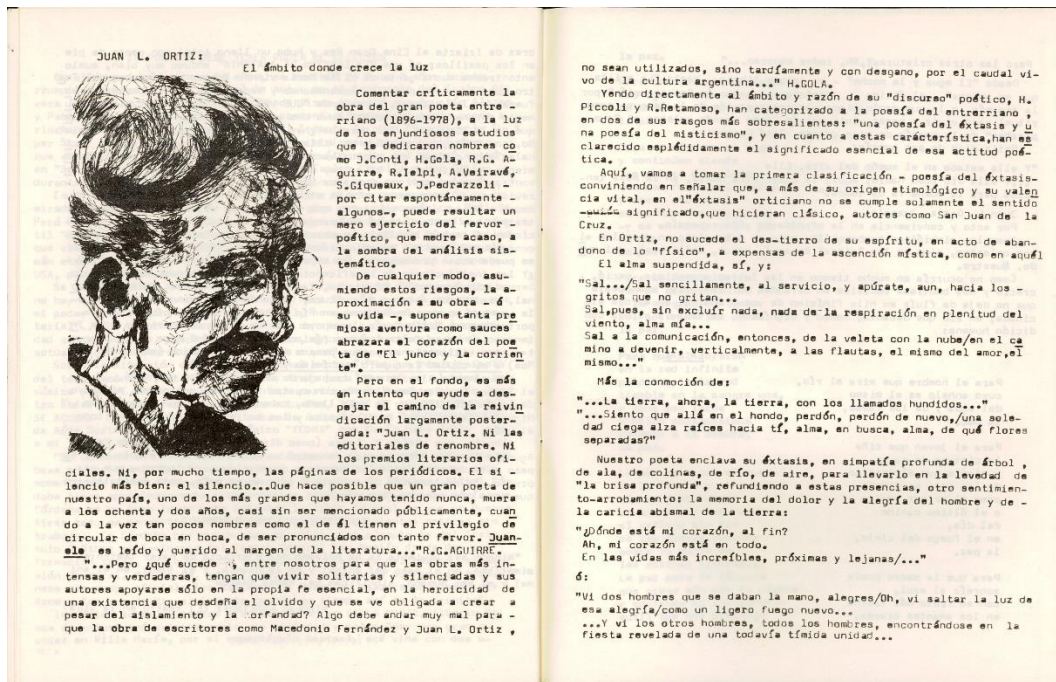 JUAN L. ORTIZ:
El ámbito donde crece la luz
Comentar críticamente la
obra del gran poeta entre -
rriano (1896-1978), a la luz
de los enjundiosos estudios
que le dedicaron nombres co
mo J.Conti, H.Gola, R.G. A-
guirre, R.Ielpi, A.Veiravé,
S.Giqueaux, J.Pedrazzoli -
por citar espontáneamente -
algunos-, puede resultar un
mero ejercicio del fervor -
poético, que medre acaso, a
la sombra del análisis sis-
temático.
De cualquier modo, asu-
miendo estos riesgos, la a-
proximación a su obra - ó
su vida -, supone tanta pre
miosa aventura como sauces
abrazara el corazón del poe
ta de "El junco y la corrien
te".
Pero en el fondo, es más
ún intento que ayude a des-
pejar el camino de la reivin
dicación largamente poster-
gada: "Juan L. Ortiz. Ni las
editoriales de renombre. Ni
los premios literarios ofi-
ciales. Ni, por mucho tiempo, las páginas de los periódicos. El si -
lencio más bien: el silencio...Que hace posible que un gran poeta de
nuestro país, uno de los más grandes que hayamos tenido nunca, muera
a los ochenta y dos años, casi sin ser mencionado públicamente, cuan
do a la vez tan pocos nombres como el de él tienen el privilegio de
circular de boca en boca, de ser pronunciados con tanto fervor. Juan-
ele es leído y querido al margen de la literatura..."R.G.AGUIRRE.
"...Pero ¿qué sucede entre nosotros para que las obras más in-
tensas y verdaderas, tengan que vivir solitarias y silenciadas y sus
autores apoyarse sólo en la propia fe esencial, en la heroicidad de
una existencia que desdeña el olvido y que se ve obligada a crear a
pesar del aislamiento y la orfandad? Algo debe andar muy mal para -
que la obra de escritores como Macedonio Fernández y Juan L. Ortiz ,
no sean utilizados, sino tardíamente y con desgano, por el caudal vi-
vo de la cultura argentina..." H.GOLA.
Yendo directamente al ámbito y razón de su "discurso" poético, H.
Piccoli y R.Retamoso, han categorizado a la poesía del entrerriano ,
en dos de sus rasgos más sobresalientes: "una poesía del éxtasis y u
na poesía del misticismo", y en cuanto a estas carácterística,han es
clarecido esplédidamente el significado esencial de esa actitud poé-
tica.
Aquí, vamos a tomar la primera clasificación - poesía del éxtasis-
conviniendo en señalar que, a más de su origen etimológico y su valen
cia vital, en el"éxtasis" orticiano no se cumple solamente el sentido
significado,que hicieran clásico, autores como San Juan de la
Cruz.
En Ortiz, no sucede el des-tierro de su espíritu, en acto de aban-
dono de lo "físico", a expensas de la ascención mística, como en aquél
El alma suspendida, sí, y:
"Sal.../Sal sencillamente, al servicio, y apúrate, aun, hacia los -
gritos que no gritan...
Sal,pues, sin excluír nada, nada de la respiración en plenitud del
viento, alma mía...
Sal a la comunicación, entonces, de la veleta con la nube/en el ca
mino a devenir, verticalmente, a las flautas, el mismo del amor,el
mismo..."
Más la conmoción de:
"...La tierra, ahora, la tierra, con los llamados hundidos..."
"...Siento que allá en el hondo, perdón, perdón de nuevo,/una sole-
dad ciega alza raíces hacia tí, alma, en busca, alma, de qué flores
separadas?"
Nuestro poeta enclava su éxtasis, en simpatía profunda de árbol ,
de ala, de colinas, de río, de aire, para llevarlo en la levedad de
"la brisa profunda", refundiendo a estas presencias, otro sentimien-
to-arrobamiento: la memoria del dolor y la alegría del hombre y de -
la caricia abismal de la tierra:
"¿Dónde está mi corazón, al fin?
Ah, mi corazón está en todo.
En las vidas más increíbles, próximas y lejanas/..."
ó:
"Vi dos hombres que se daban la mano, alegres/Oh, vi saltar la luz de
esa alegría/como un ligero fuego nuevo...
...Y vi los otros hombres, todos los hombres, encontrándose en la
fiesta revelada de una todavía tímida unidad...